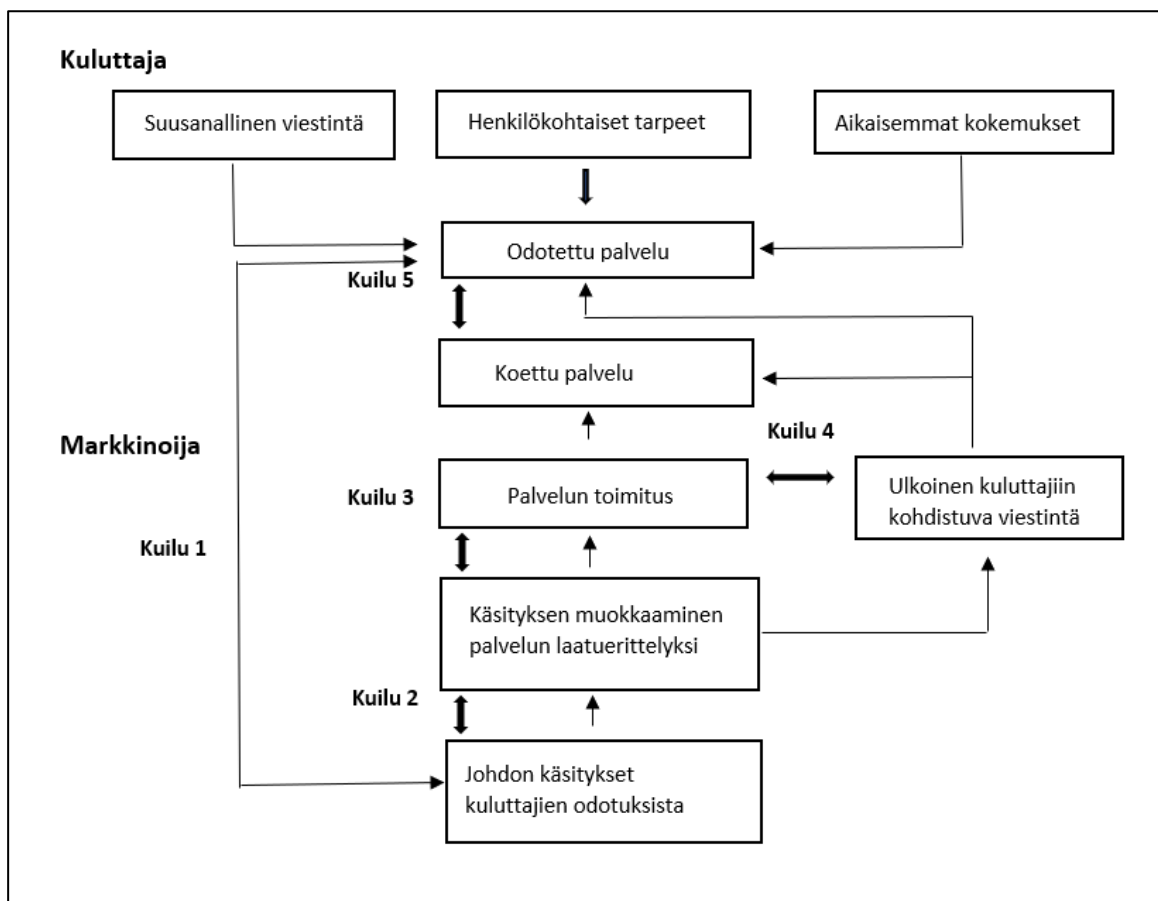 Kuluttaja
Suusanallinen viestintä
Henkilökohtaiset tarpeet
Aikaisemmat kokemukset
Odotettu palvelu
Kuilu 5
Koettu palvelu
Markkinoija
Kuilu 4
Kuilu 3
Palvelun toimitus
Ulkoinen kuluttajiin
kohdistuva viestintä
Kuilu 1
Käsityksen muokkaaminen
palvelun laatuerittelyksi
Kuilu 2
Johdon käsitykset
kuluttajien odotuksista